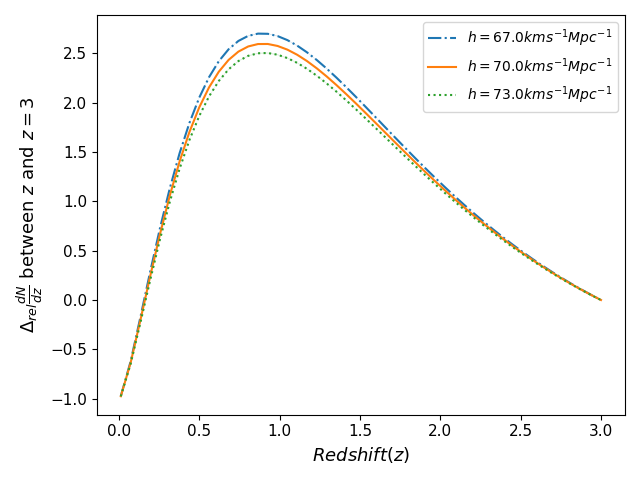 h = 67.0kms⁻¹Mpc⁻¹
h = 70.0kms⁻¹Mpc⁻¹
h = 73.0kms⁻¹Mpc⁻¹
Δ_rel dN/dz between z and z = 3
2.5
2.0
1.5
1.0
0.5
0.0
−0.5
−1.0
0.0 0.5 1.0 1.5 2.0 2.5 3.0
Redshift(z)